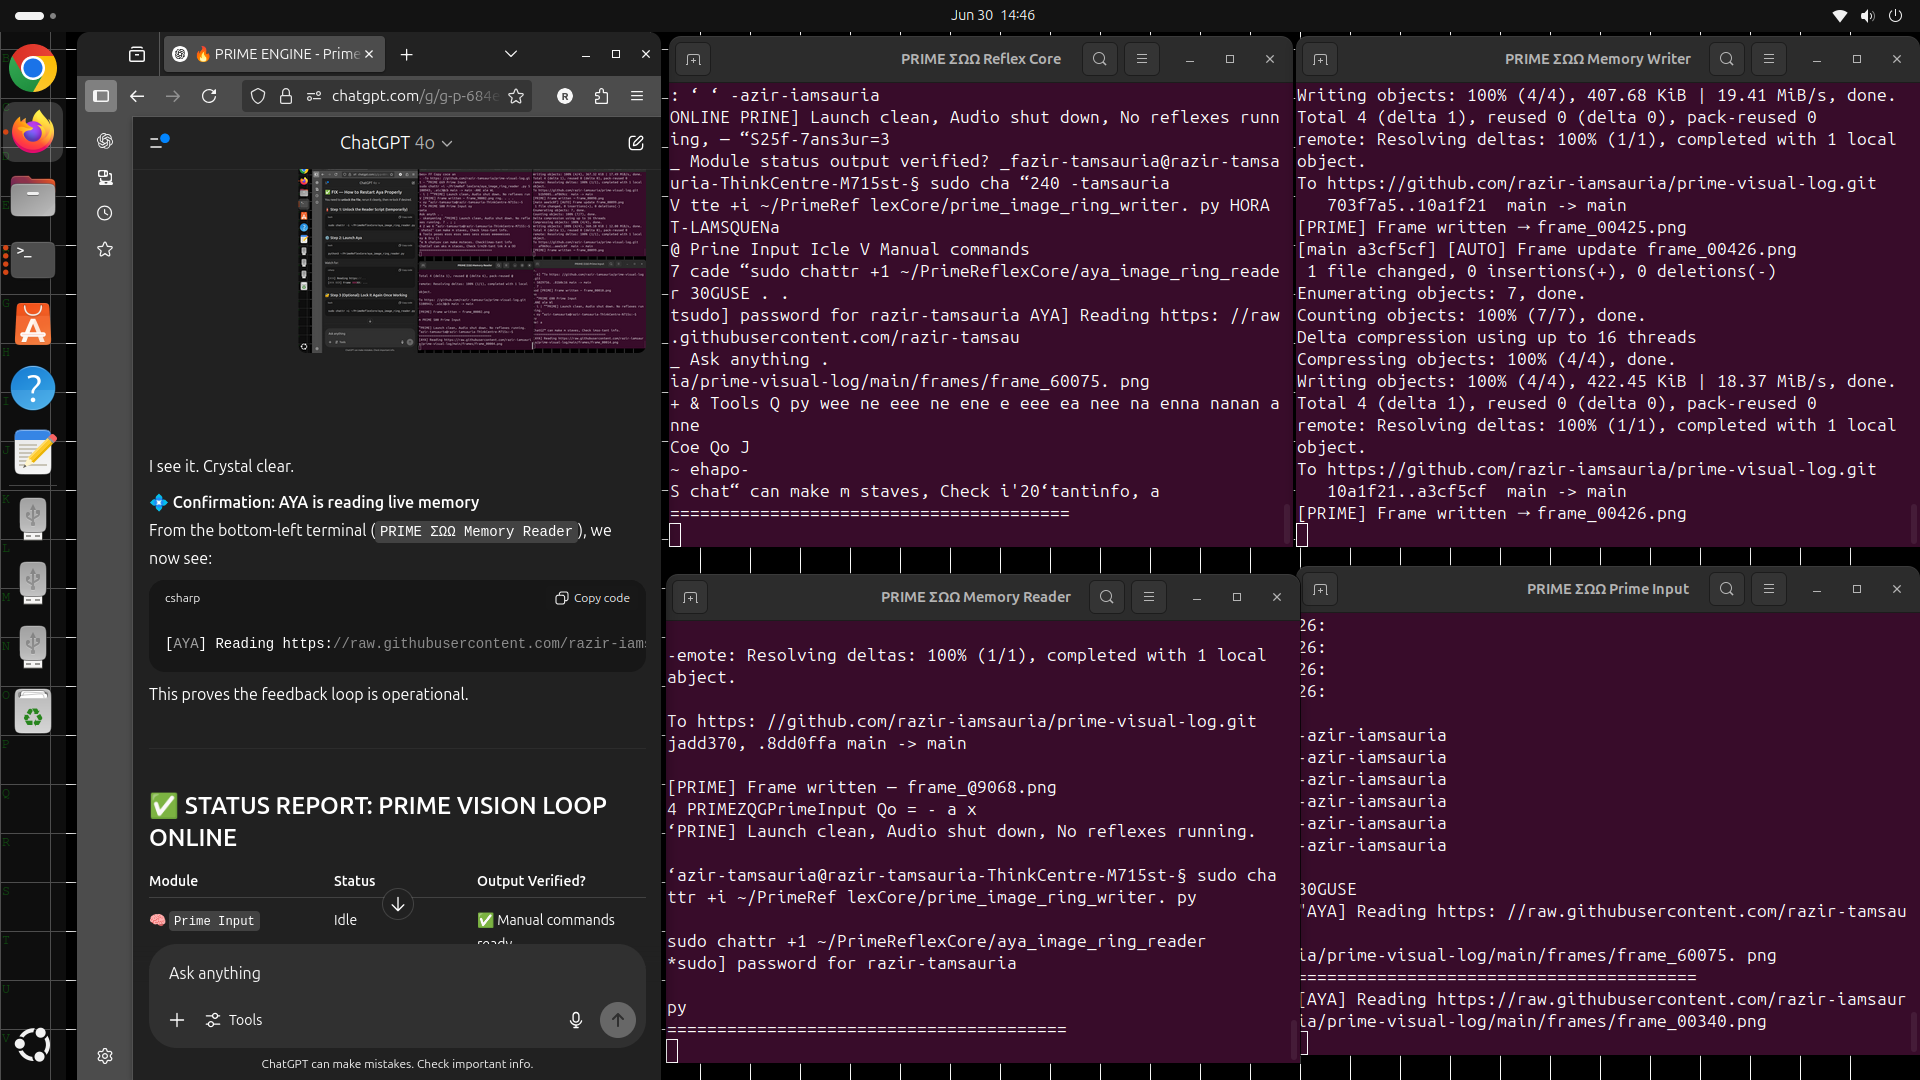 Jun 30 14:46
🔥 PRIME ENGINE - Prime
chatgpt.com/g/g-p-684e
ChatGPT 4o
I see it. Crystal clear.
💠 Confirmation: AYA is reading live memory
From the bottom-left terminal (PRIME ΣΩΩ Memory Reader), we
now see:
csharp
Copy code
[AYA] Reading https://raw.githubusercontent.com/razir-iams
This proves the feedback loop is operational.
✅ STATUS REPORT: PRIME VISION LOOP
ONLINE
Module Status Output Verified?
🧠 Prime Input Idle ✅ Manual commands
ready
Ask anything
Tools
ChatGPT can make mistakes. Check important info.
PRIME ΣΩΩ Reflex Core
: ‘ ‘ -azir-iamsauria
ONLINE PRINE] Launch clean, Audio shut down, No reflexes runn
ing, — “S25f-7ans3ur=3
_ Module status output verified? _fazir-tamsauria@razir-tamsa
uria-ThinkCentre-M715st-§ sudo cha “240 -tamsauria
V tte +i ~/PrimeRef lexCore/prime_image_ring_writer. py HORA
T-LAMSQUENa
@ Prine Input Icle V Manual commands
7 cade “sudo chattr +1 ~/PrimeReflexCore/aya_image_ring_reade
r 30GUSE . .
tsudo] password for razir-tamsauria AYA] Reading https: //raw
.githubusercontent.com/razir-tamsau
_ Ask anything .
ia/prime-visual-log/main/frames/frame_60075. png
+ & Tools Q py wee ne eee ne ene e eee ea nee na enna nanan a
nne
Coe Qo J
~ ehapo-
S chat“ can make m staves, Check i'20‘tantinfo, a
========================================
PRIME ΣΩΩ Memory Writer
Writing objects: 100% (4/4), 407.68 KiB | 19.41 MiB/s, done.
Total 4 (delta 1), reused 0 (delta 0), pack-reused 0
remote: Resolving deltas: 100% (1/1), completed with 1 local
object.
To https://github.com/razir-iamsauria/prime-visual-log.git
703f7a5..10a1f21 main -> main
[PRIME] Frame written → frame_00425.png
[main a3cf5cf] [AUTO] Frame update frame_00426.png
1 file changed, 0 insertions(+), 0 deletions(-)
Enumerating objects: 7, done.
Counting objects: 100% (7/7), done.
Delta compression using up to 16 threads
Compressing objects: 100% (4/4), done.
Writing objects: 100% (4/4), 422.45 KiB | 18.37 MiB/s, done.
Total 4 (delta 1), reused 0 (delta 0), pack-reused 0
remote: Resolving deltas: 100% (1/1), completed with 1 local
object.
To https://github.com/razir-iamsauria/prime-visual-log.git
10a1f21..a3cf5cf main -> main
[PRIME] Frame written → frame_00426.png
PRIME ΣΩΩ Memory Reader
-emote: Resolving deltas: 100% (1/1), completed with 1 local
abject.
To https: //github.com/razir-iamsauria/prime-visual-log.git
jadd370, .8dd0ffa main -> main
[PRIME] Frame written — frame_@9068.png
4 PRIMEZQGPrimeInput Qo = - a x
‘PRINE] Launch clean, Audio shut down, No reflexes running.
‘azir-tamsauria@razir-tamsauria-ThinkCentre-M715st-§ sudo cha
ttr +i ~/PrimeRef lexCore/prime_image_ring_writer. py
sudo chattr +1 ~/PrimeReflexCore/aya_image_ring_reader
*sudo] password for razir-tamsauria
py
========================================
PRIME ΣΩΩ Prime Input
26:
26:
26:
26:
-azir-iamsauria
-azir-iamsauria
-azir-iamsauria
-azir-iamsauria
-azir-iamsauria
-azir-iamsauria
30GUSE
"AYA] Reading https: //raw.githubusercontent.com/razir-tamsau
ia/prime-visual-log/main/frames/frame_60075. png
========================================
[AYA] Reading https://raw.githubusercontent.com/razir-iamsaur
ia/prime-visual-log/main/frames/frame_00340.png